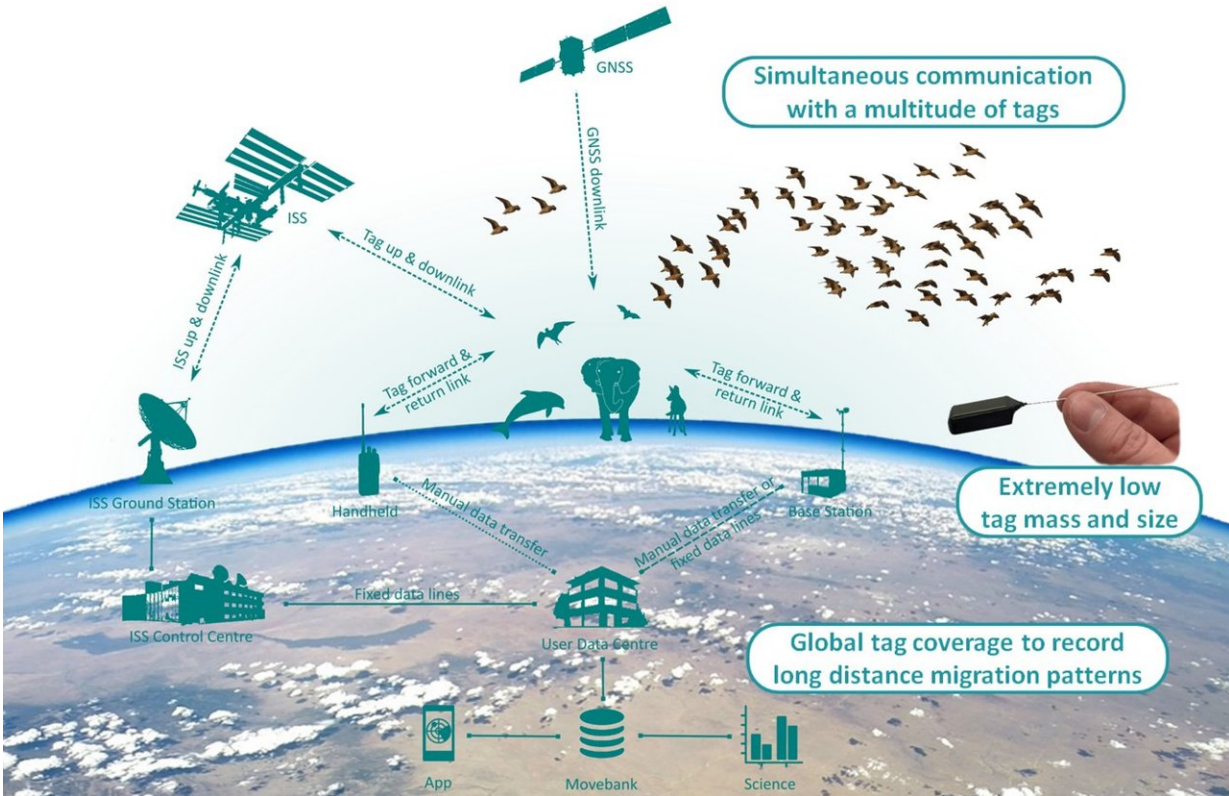 GNSS
Simultaneous communication
with a multitude of tags
GNSS downlink
ISS
Tag up & downlink
ISS up & downlink
Tag forward &
return link
Tag forward &
return link
ISS Ground Station
Handheld
Base Station
Extremely low
tag mass and size
Manual data transfer
Manual data transfer or
fixed data lines
Fixed data lines
ISS Control Centre
User Data Centre
Global tag coverage to record
long distance migration patterns
App
Movebank
Science